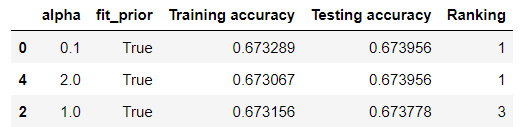 alpha fit_prior Training accuracy Testing accuracy Ranking
0 0.1 True 0.673289 0.673956 1
4 2.0 True 0.673067 0.673956 1
2 1.0 True 0.673156 0.673778 3